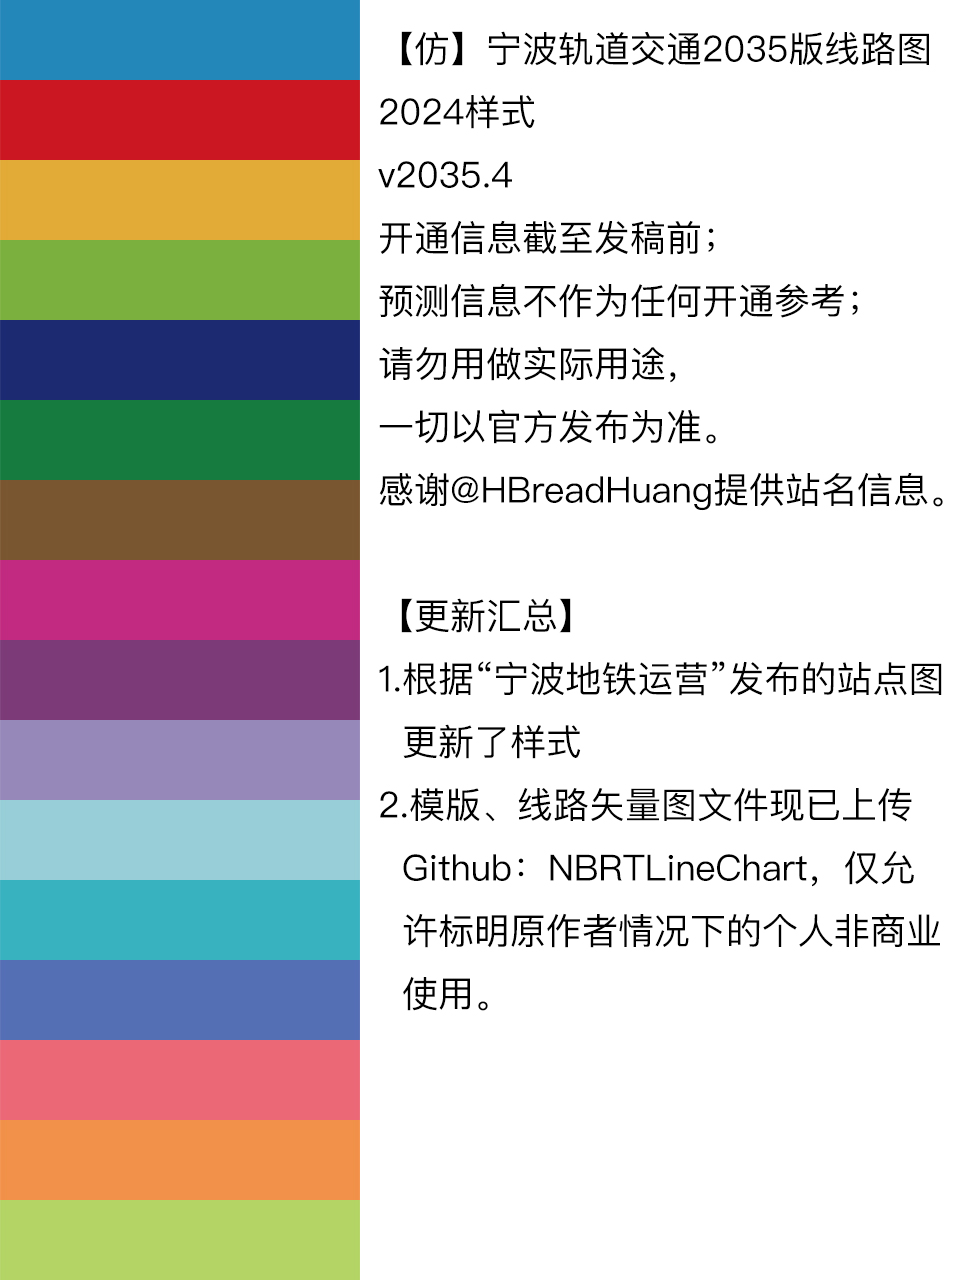 【仿】宁波轨道交通2035版线路图
2024样式
v2035.4
开通信息截至发稿前；
预测信息不作为任何开通参考；
请勿用做实际用途，
一切以官方发布为准。
感谢@HBreadHuang提供站名信息。
【更新汇总】
1.根据“宁波地铁运营”发布的站点图
更新了样式
2.模版、线路矢量图文件现已上传
Github：NBRTLineChart，仅允
许标明原作者情况下的个人非商业
使用。